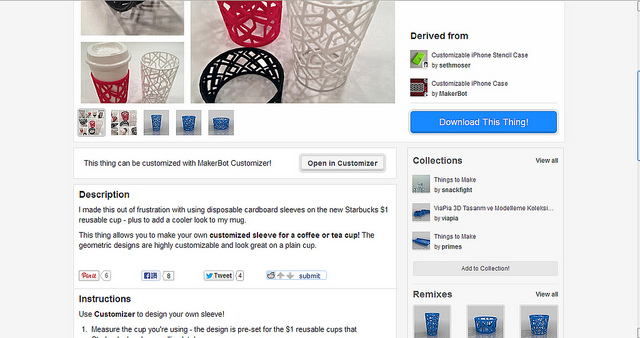 Derived from
Customizable iPhone Stencil Case
by sethmoser
Customizable iPhone Case
by MakerBot
Download This Thing!
This thing can be customized with MakerBot Customizer!
Open in Customizer
Description
I made this out of frustration with using disposable cardboard sleeves on the new Starbucks $1
reusable cup - plus to add a cooler look to my mug.
This thing allows you to make your own customized sleeve for a coffee or tea cup! The
geometric designs are highly customizable and look great on a plain cup.
Pin it 6
8
Tweet 4
submit
Instructions
Use Customizer to design your own sleeve!
1. Measure the cup you're using - the design is pre-set for the $1 reusable cups that
Collections
View all
Things to Make
by snackfight
ViaPia 3D Tasarım ve Modelleme Koleksi...
by viapia
Things to Make
by primes
Add to Collection!
Remixes
View all